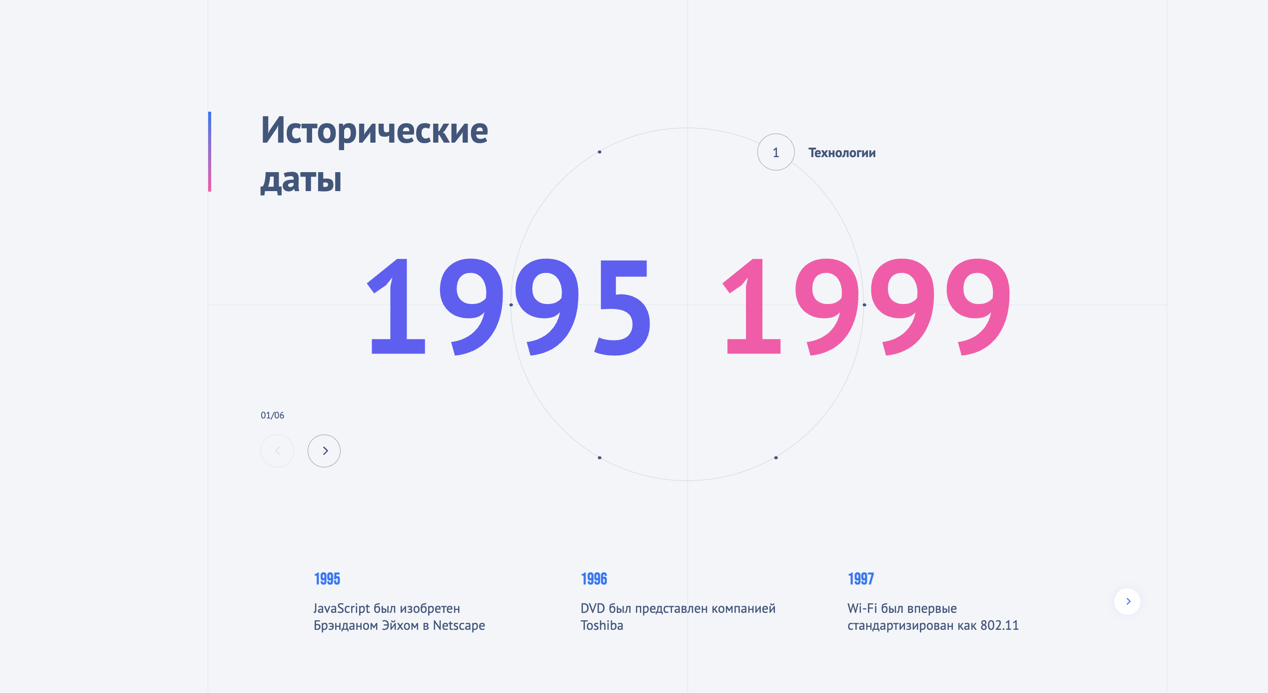 Исторические
даты
1
Технологии
1995 1999
01/06
1995
JavaScript был изобретен
Брэнданом Эйхом в Netscape
1996
DVD был представлен компанией
Toshiba
1997
Wi-Fi был впервые
стандартизирован как 802.11